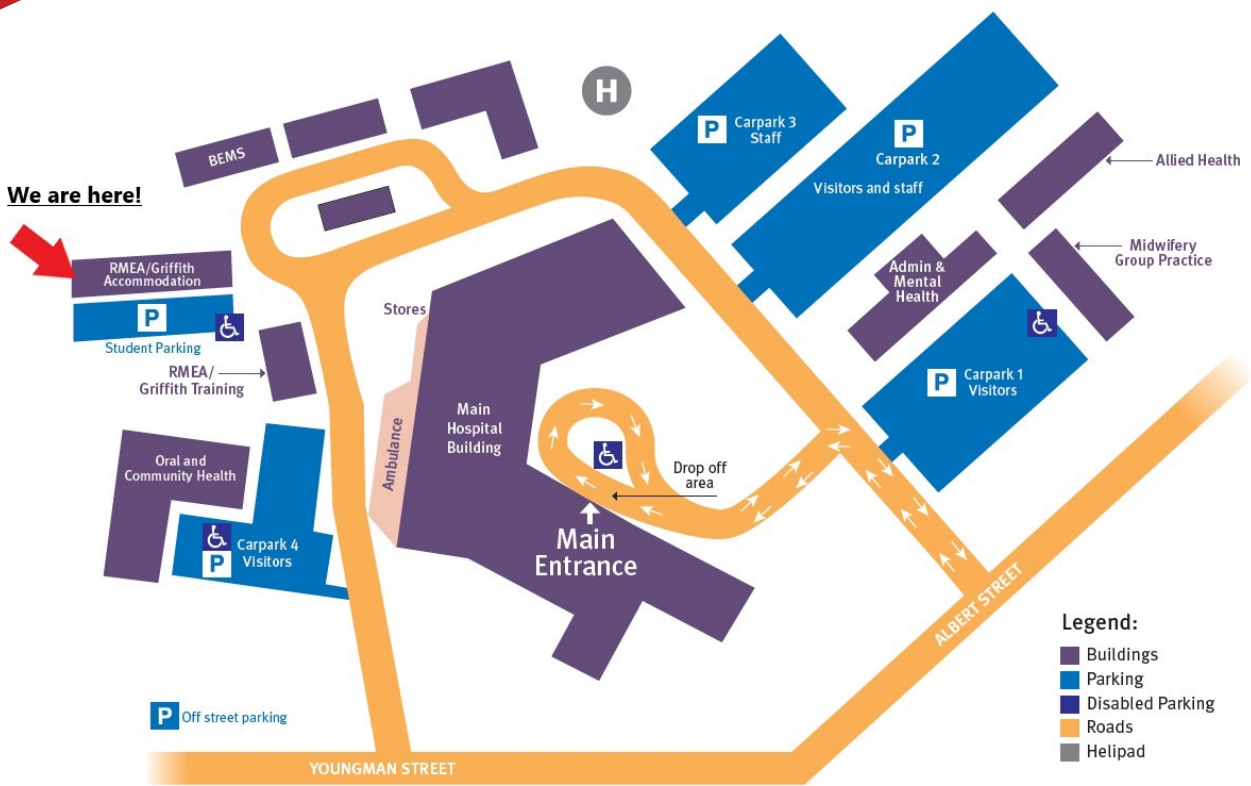 H
P
Carpark 3
Staff
P
Carpark 2
Visitors and staff
Allied Health
BEMS
We are here!
RMEA/Griffith
Accommodation
P
Student Parking
RMEA/
Griffith Training
Stores
Midwifery
Group Practice
Admin &
Mental
Health
P
Carpark 1
Visitors
Main
Hospital
Building
Ambulance
Drop off
area
Oral and
Community Health
P
Carpark 4
Visitors
Main
Entrance
ALBERT STREET
Legend:
Buildings
Parking
Disabled Parking
Roads
Helipad
P Off street parking
YOUNGMAN STREET